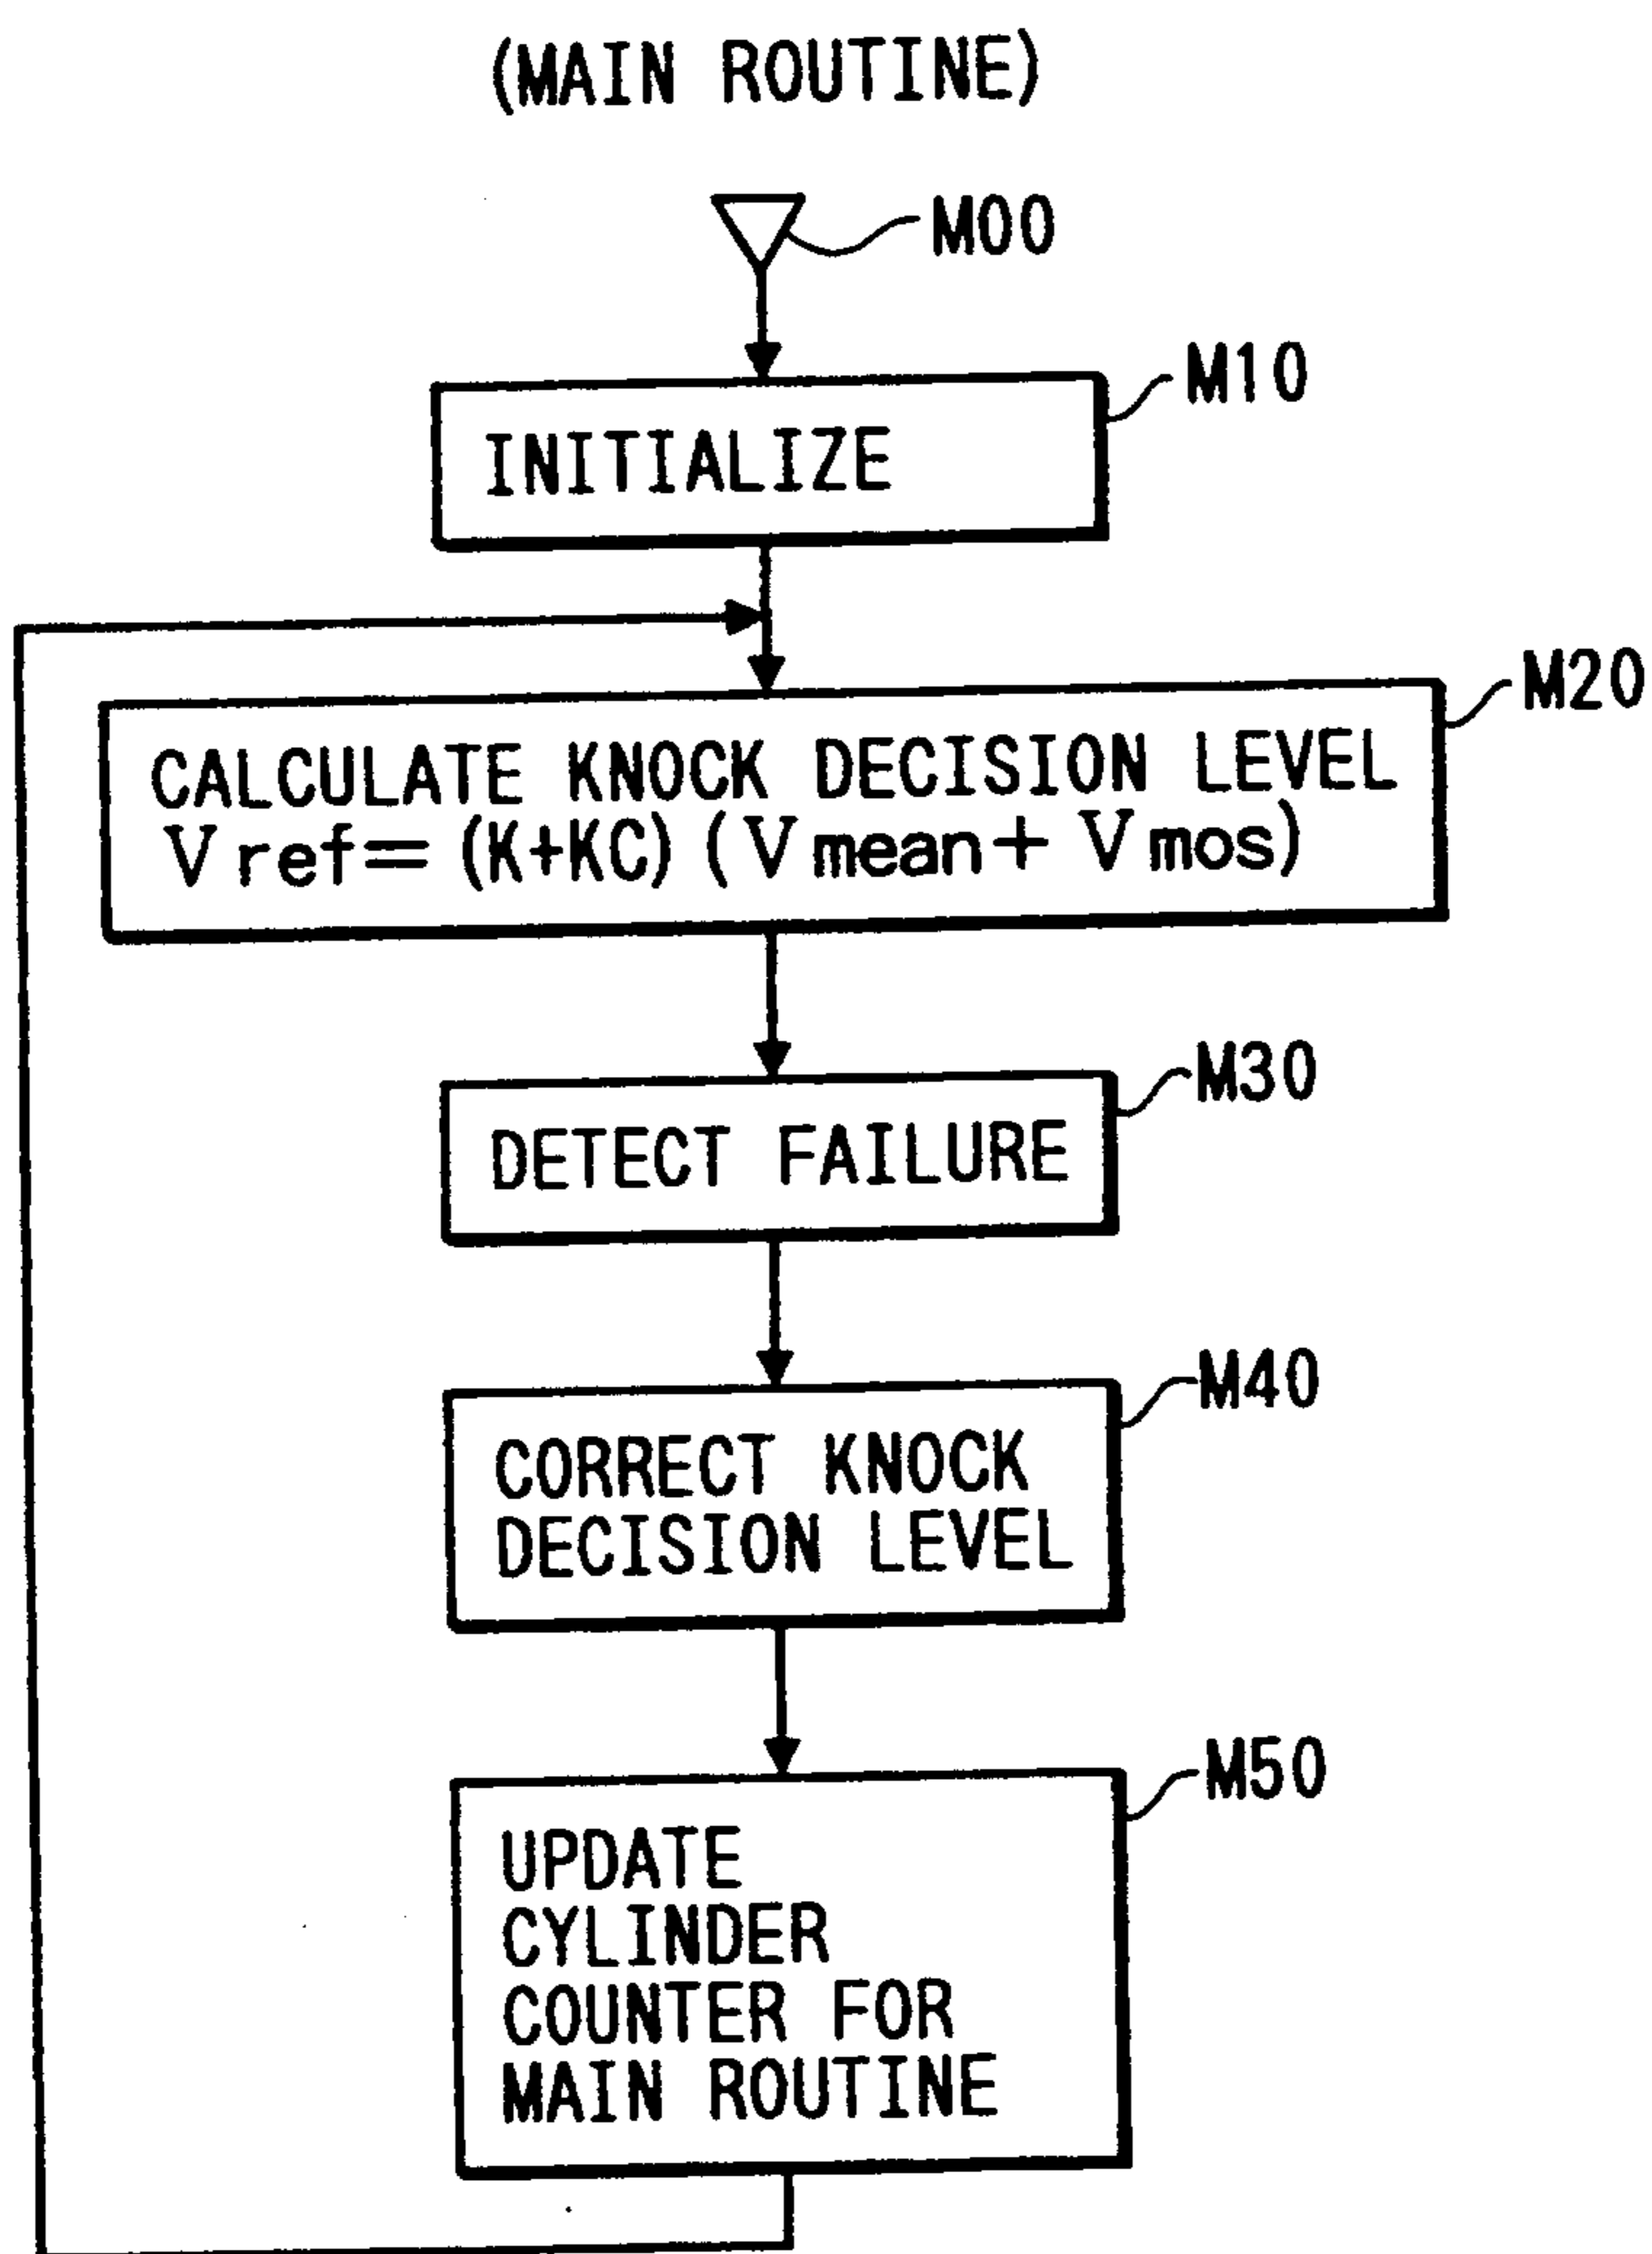 (MAIN ROUTINE)
M00
M10
INITIALIZE
M20
CALCULATE KNOCK DECISION LEVEL
Vref=(K+KC)(Vmean+Vmos)
M30
DETECT FAILURE
M40
CORRECT KNOCK
DECISION LEVEL
M50
UPDATE
CYLINDER
COUNTER FOR
MAIN ROUTINE